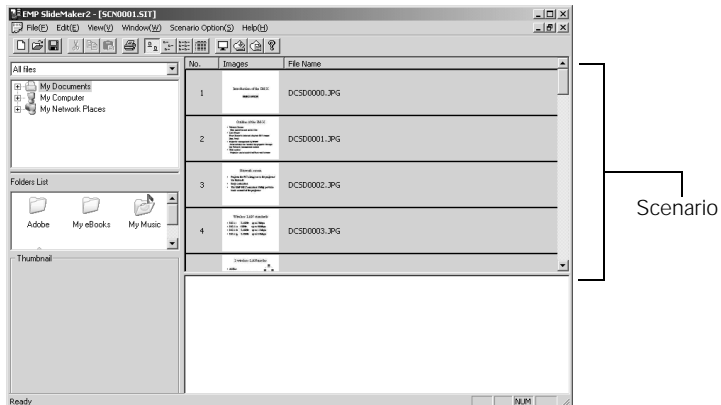 EMP SlideMaker2 - [SCN0001.SIT]
File(F) Edit(E) View(V) Window(W) Scenario Option(S) Help(H)
All files
My Documents
My Computer
My Network Places
Folders List
Adobe My eBooks My Music
Thumbnail
No. Images File Name
1 DCSD0000.JPG
2 DCSD0001.JPG
3 DCSD0002.JPG
4 DCSD0003.JPG
Scenario
Ready NUM